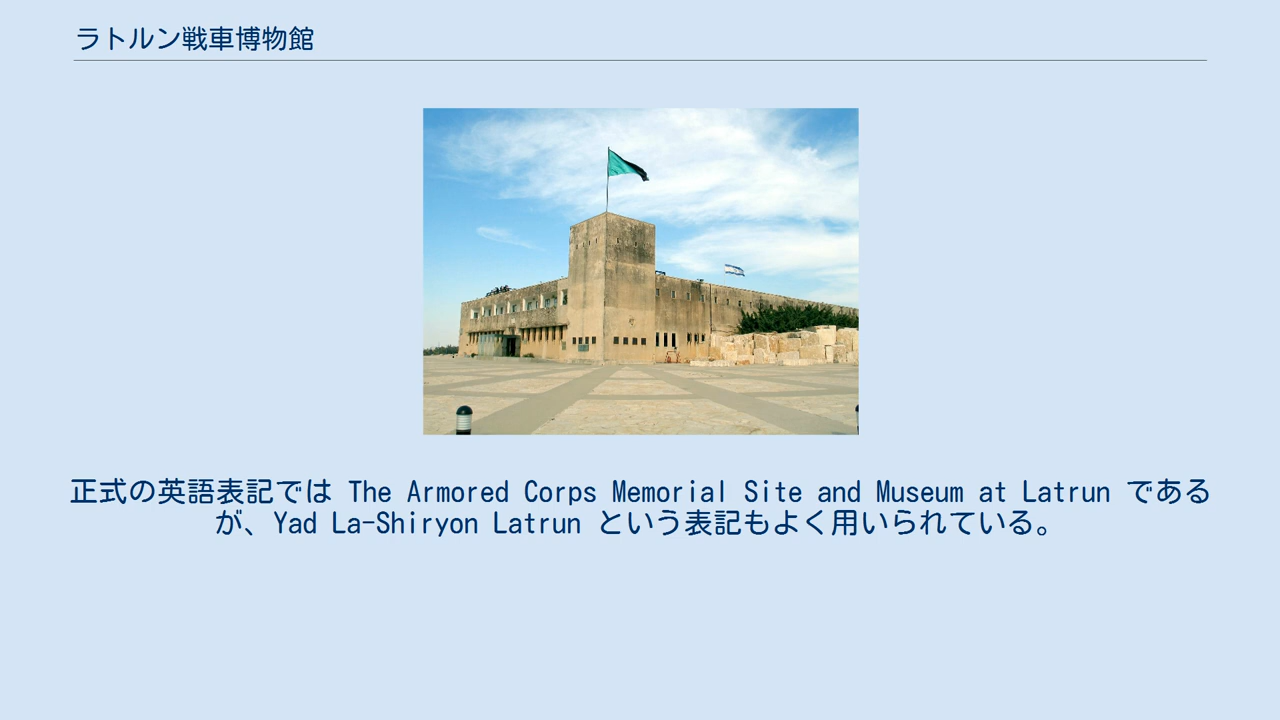 ラトルン戦車博物館
正式の英語表記では The Armored Corps Memorial Site and Museum at Latrun である
が、Yad La-Shiryon Latrun という表記もよく用いられている。